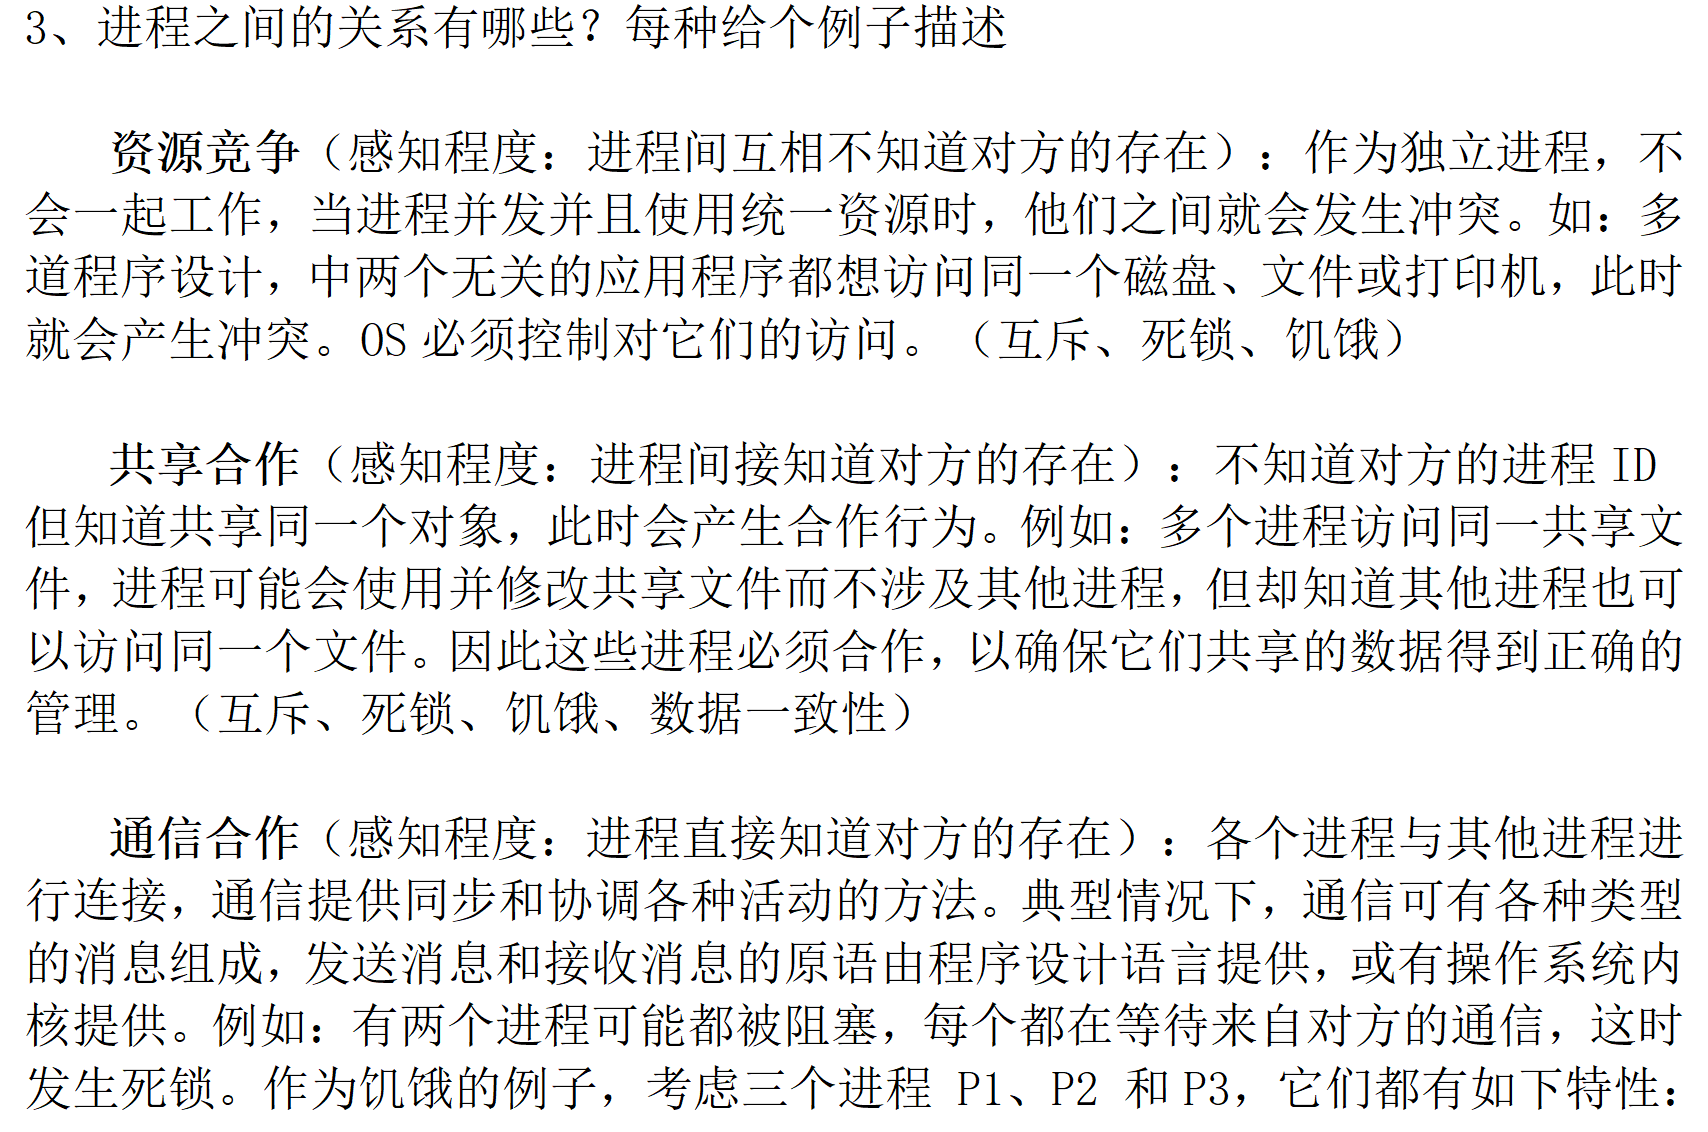 3、进程之间的关系有哪些？每种给个例子描述
资源竞争（感知程度：进程间互相不知道对方的存在）：作为独立进程，不
会一起工作，当进程并发并且使用统一资源时，他们之间就会发生冲突。如：多
道程序设计，中两个无关的应用程序都想访问同一个磁盘、文件或打印机，此时
就会产生冲突。OS 必须控制对它们的访问。（互斥、死锁、饥饿）
共享合作（感知程度：进程间接知道对方的存在）：不知道对方的进程 ID
但知道共享同一个对象，此时会产生合作行为。例如：多个进程访问同一共享文
件，进程可能会使用并修改共享文件而不涉及其他进程，但却知道其他进程也可
以访问同一个文件。因此这些进程必须合作，以确保它们共享的数据得到正确的
管理。（互斥、死锁、饥饿、数据一致性）
通信合作（感知程度：进程直接知道对方的存在）：各个进程与其他进程进
行连接，通信提供同步和协调各种活动的方法。典型情况下，通信可有各种类型
的消息组成，发送消息和接收消息的原语由程序设计语言提供，或有操作系统内
核提供。例如：有两个进程可能都被阻塞，每个都在等待来自对方的通信，这时
发生死锁。作为饥饿的例子，考虑三个进程 P1、P2 和 P3，它们都有如下特性：